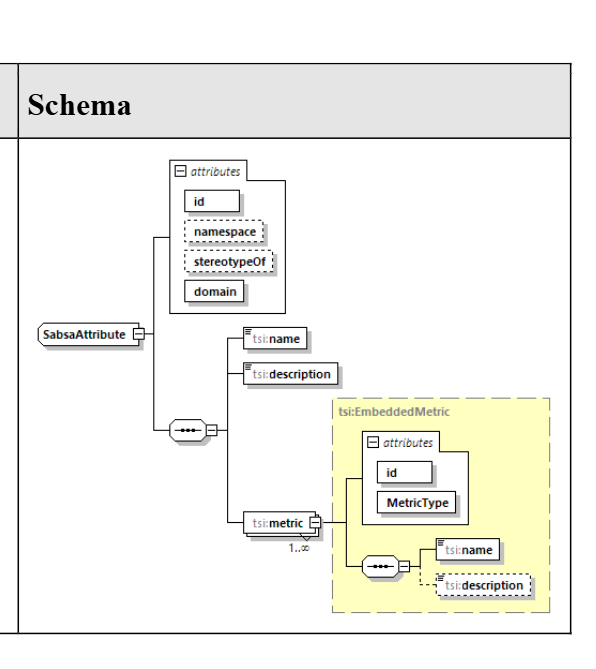 Schema
attributes
id
namespace
stereotypeOf
domain
SabsaAttribute
tsi:name
tsi:description
tsi:EmbeddedMetric
attributes
id
MetricType
tsi:metric
1..∞
tsi:name
tsi:description